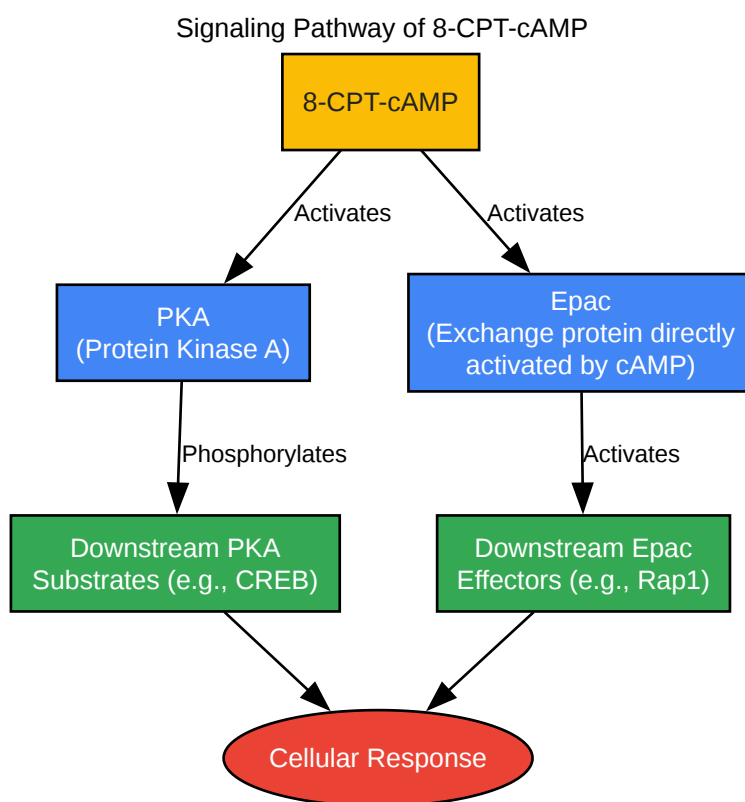 Signaling Pathway of 8-CPT-cAMP
8-CPT-cAMP
Activates
Activates
PKA
(Protein Kinase A)
Epac
(Exchange protein directly
activated by cAMP)
Phosphorylates
Activates
Downstream PKA
Substrates (e.g., CREB)
Downstream Epac
Effectors (e.g., Rap1)
Cellular Response